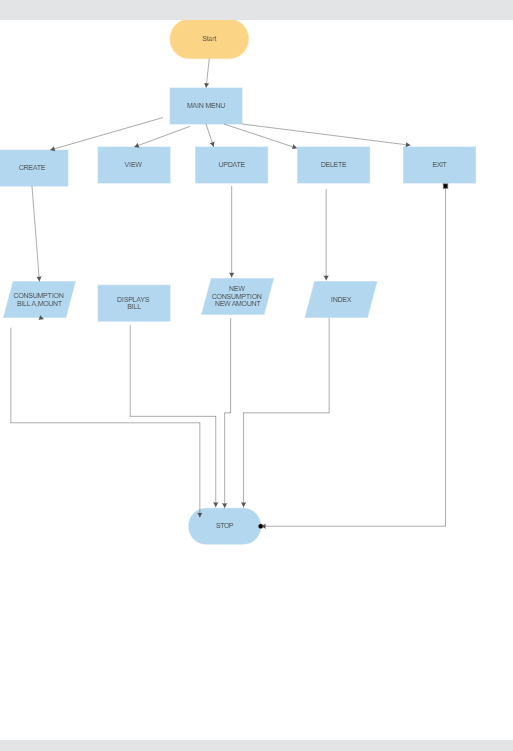 Start
MAIN MENU
CREATE
VIEW
UPDATE
DELETE
EXIT
CONSUMPTION
BILL A,MOUNT
DISPLAYS
BILL
NEW
CONSUMPTION
NEW AMOUNT
INDEX
STOP